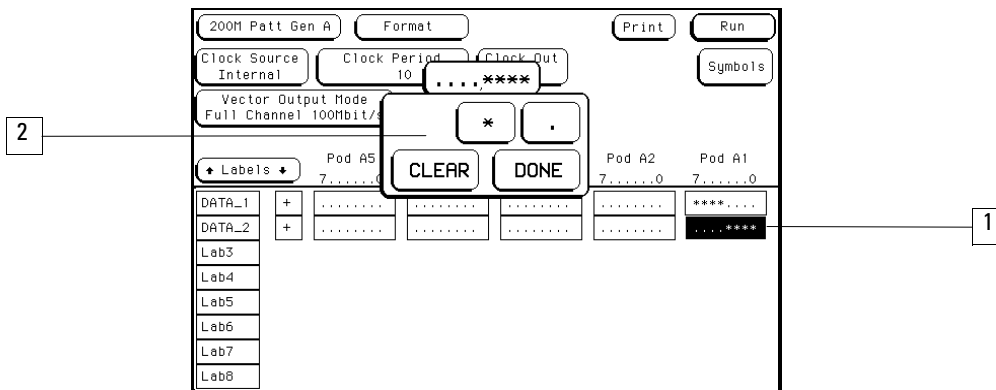 200M Patt Gen A Format Print Run
Clock Source Internal Clock Period 10 Clock Out Symbols
....,****
Vector Output Mode
Full Channel 100Mbit/s
* .
2
CLEAR DONE
Labels Pod A5 Pod A2 Pod A1
7......0 7......0
DATA_1 + ........ ........ ........ ........ ****....
DATA_2 + ........ ........ ........ ........ ....****
1
Lab3
Lab4
Lab5
Lab6
Lab7
Lab8